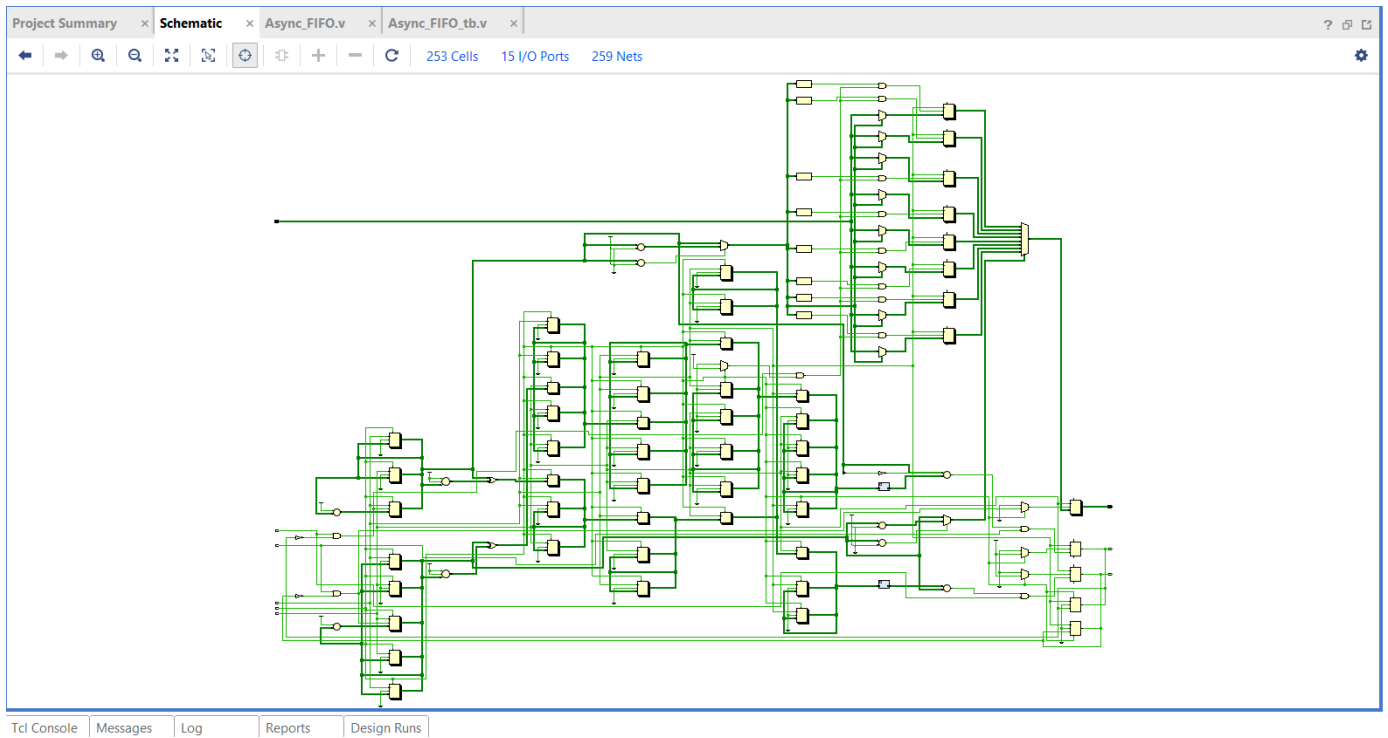 Project Summary × Schematic × Async_FIFO.v × Async_FIFO_tb.v × ?
253 Cells 15 I/O Ports 259 Nets
Tcl Console Messages Log Reports Design Runs